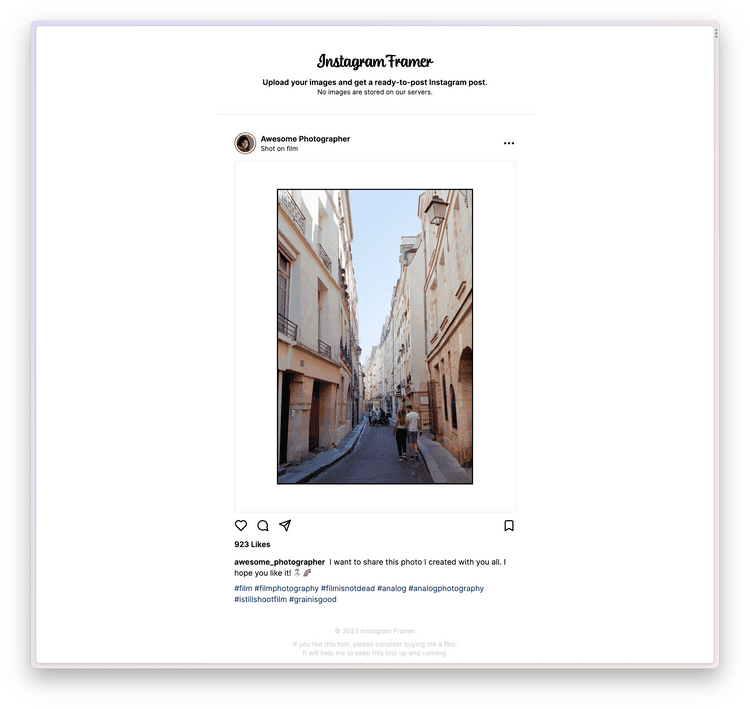 Instagram Framer
Upload your images and get a ready-to-post Instagram post.
No images are stored on our servers.
Awesome Photographer
Shot on film
923 Likes
awesome_photographer I want to share this photo I created with you all. I
hope you like it!
#film #filmphotography #filmisnotdead #analog #analogphotography
#istillshootfilm #grainisgood
© 2023 Instagram Framer
If you like this tool, please consider buying me a film.
It will help me to keep this tool up and running.